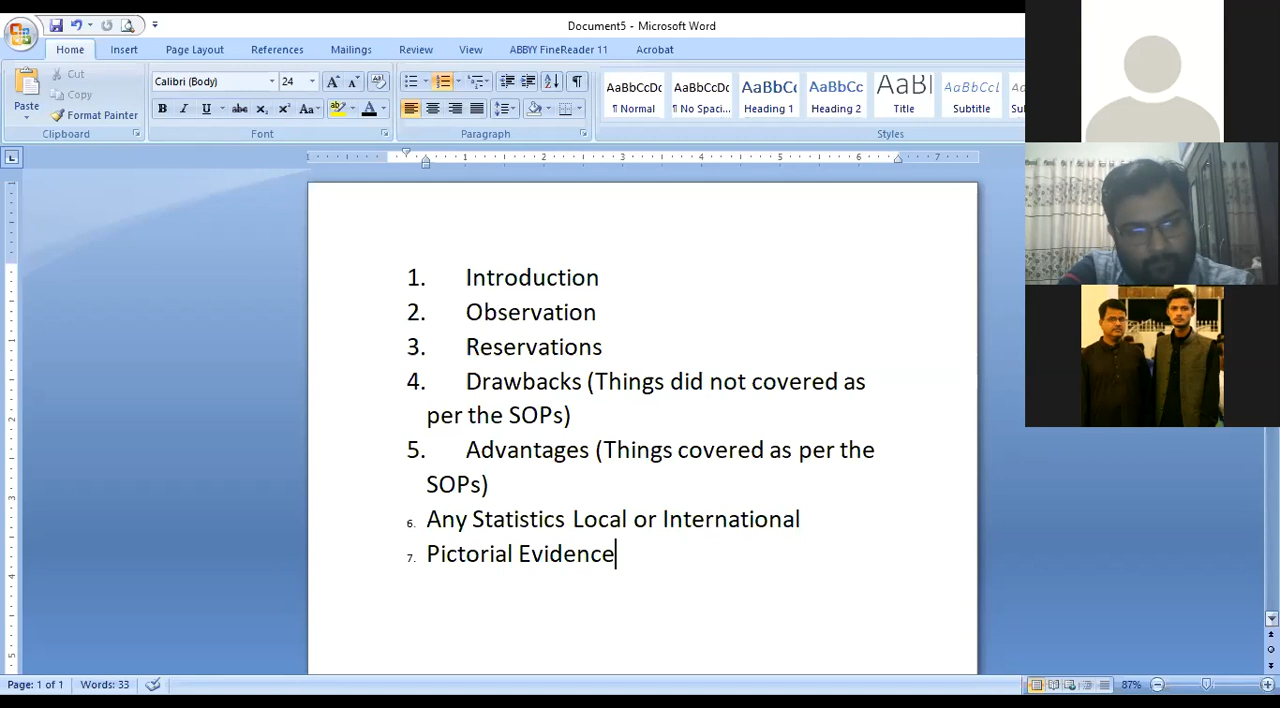 Document5 - Microsoft Word
Home Insert Page Layout References Mailings Review View ABBYY FineReader 11 Acrobat
Paste
Cut
Copy
Format Painter
Clipboard
Calibri (Body) 24
Font
Paragraph
AaBbCcDc AaBbCcDc AaBbCc AaBbCc AaBl AaBbCcL
¶ Normal ¶ No Spaci... Heading 1 Heading 2 Title Subtitle
Styles
1. Introduction
2. Observation
3. Reservations
4. Drawbacks (Things did not covered as
per the SOPs)
5. Advantages (Things covered as per the
SOPs)
6. Any Statistics Local or International
7. Pictorial Evidence
Page: 1 of 1 Words: 33 87%